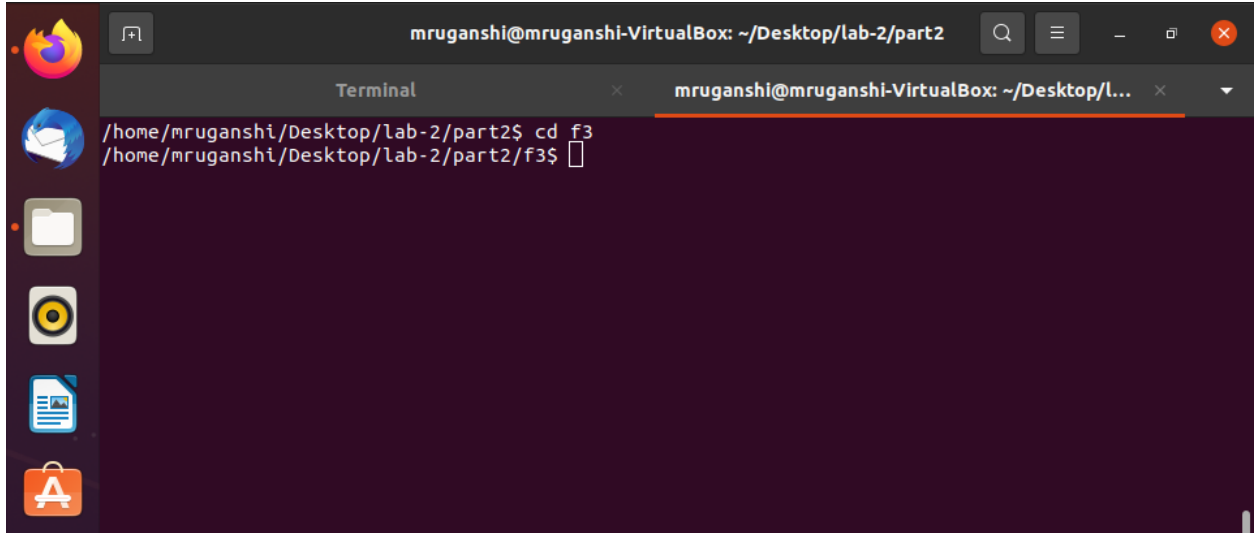 mruganshi@mruganshi-VirtualBox: ~/Desktop/lab-2/part2
Terminal
mruganshi@mruganshi-VirtualBox: ~/Desktop/l...
/home/mruganshi/Desktop/lab-2/part2$ cd f3
/home/mruganshi/Desktop/lab-2/part2/f3$